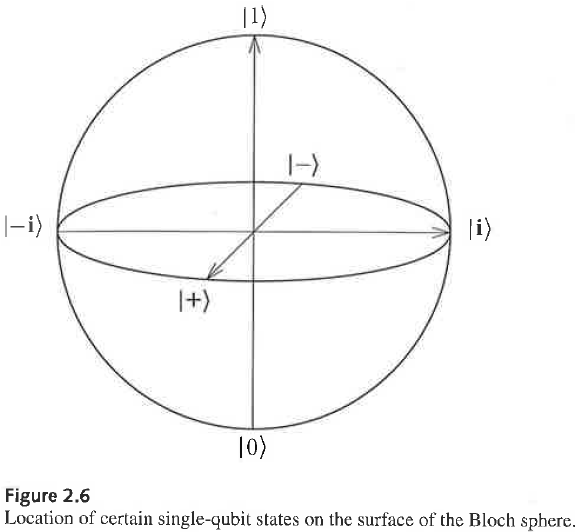 |1⟩
|−⟩
|−i⟩
|i⟩
|+⟩
|0⟩
Figure 2.6
Location of certain single-qubit states on the surface of the Bloch sphere.